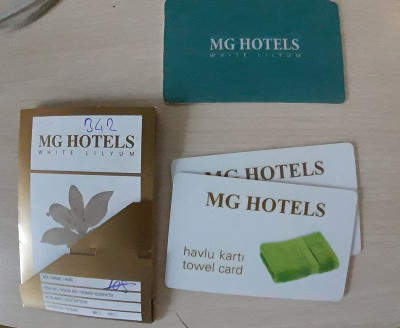 MG HOTELS
WHITE LILYUM
342
MG HOTELS
WHITE LILYUM
MG HOTELS
MG HOTELS
havlu kartı
towel card